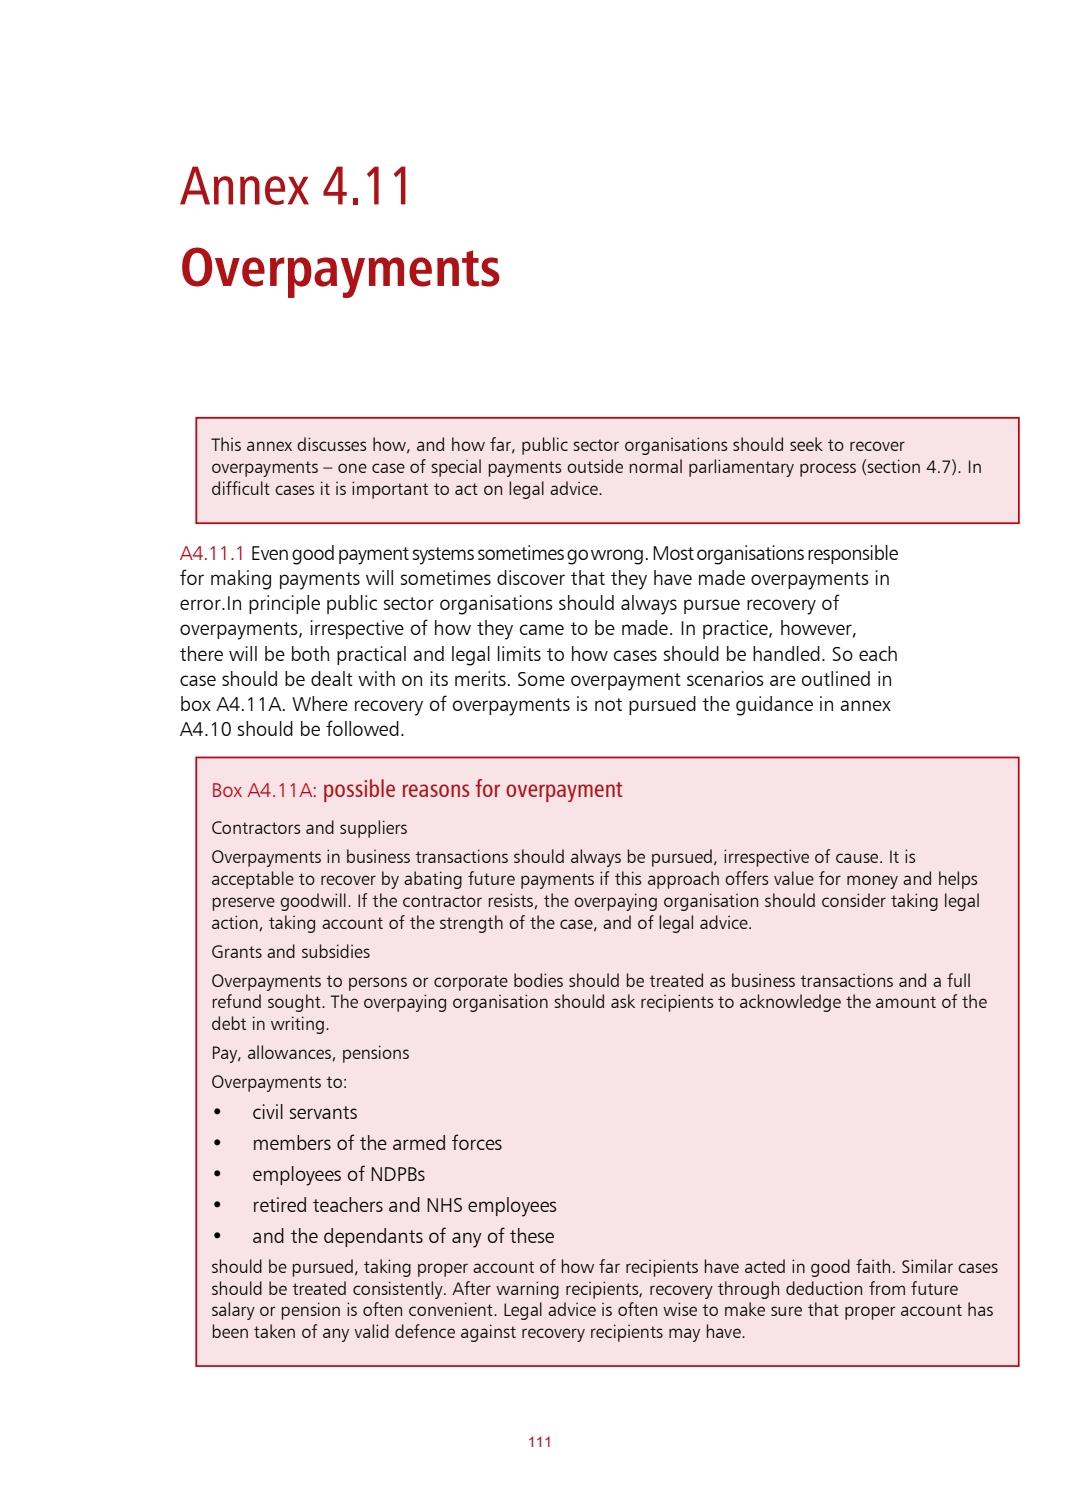 Annex 4.11
Overpayments
This annex discusses how, and how far, public sector organisations should seek to recover
overpayments – one case of special payments outside normal parliamentary process (section 4.7). In
difficult cases it is important to act on legal advice.
A4.11.1 Even good payment systems sometimes go wrong. Most organisations responsible
for making payments will sometimes discover that they have made overpayments in
error.In principle public sector organisations should always pursue recovery of
overpayments, irrespective of how they came to be made. In practice, however,
there will be both practical and legal limits to how cases should be handled. So each
case should be dealt with on its merits. Some overpayment scenarios are outlined in
box A4.11A. Where recovery of overpayments is not pursued the guidance in annex
A4.10 should be followed.
Box A4.11A: possible reasons for overpayment
Contractors and suppliers
Overpayments in business transactions should always be pursued, irrespective of cause. It is
acceptable to recover by abating future payments if this approach offers value for money and helps
preserve goodwill. If the contractor resists, the overpaying organisation should consider taking legal
action, taking account of the strength of the case, and of legal advice.
Grants and subsidies
Overpayments to persons or corporate bodies should be treated as business transactions and a full
refund sought. The overpaying organisation should ask recipients to acknowledge the amount of the
debt in writing.
Pay, allowances, pensions
Overpayments to:
• civil servants
• members of the armed forces
• employees of NDPBs
• retired teachers and NHS employees
• and the dependants of any of these
should be pursued, taking proper account of how far recipients have acted in good faith. Similar cases
should be treated consistently. After warning recipients, recovery through deduction from future
salary or pension is often convenient. Legal advice is often wise to make sure that proper account has
been taken of any valid defence against recovery recipients may have.
111